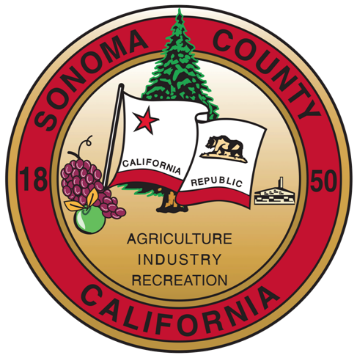 SONOMA COUNTY
18 50
CALIFORNIA
REPUBLIC
AGRICULTURE
INDUSTRY
RECREATION
CALIFORNIA